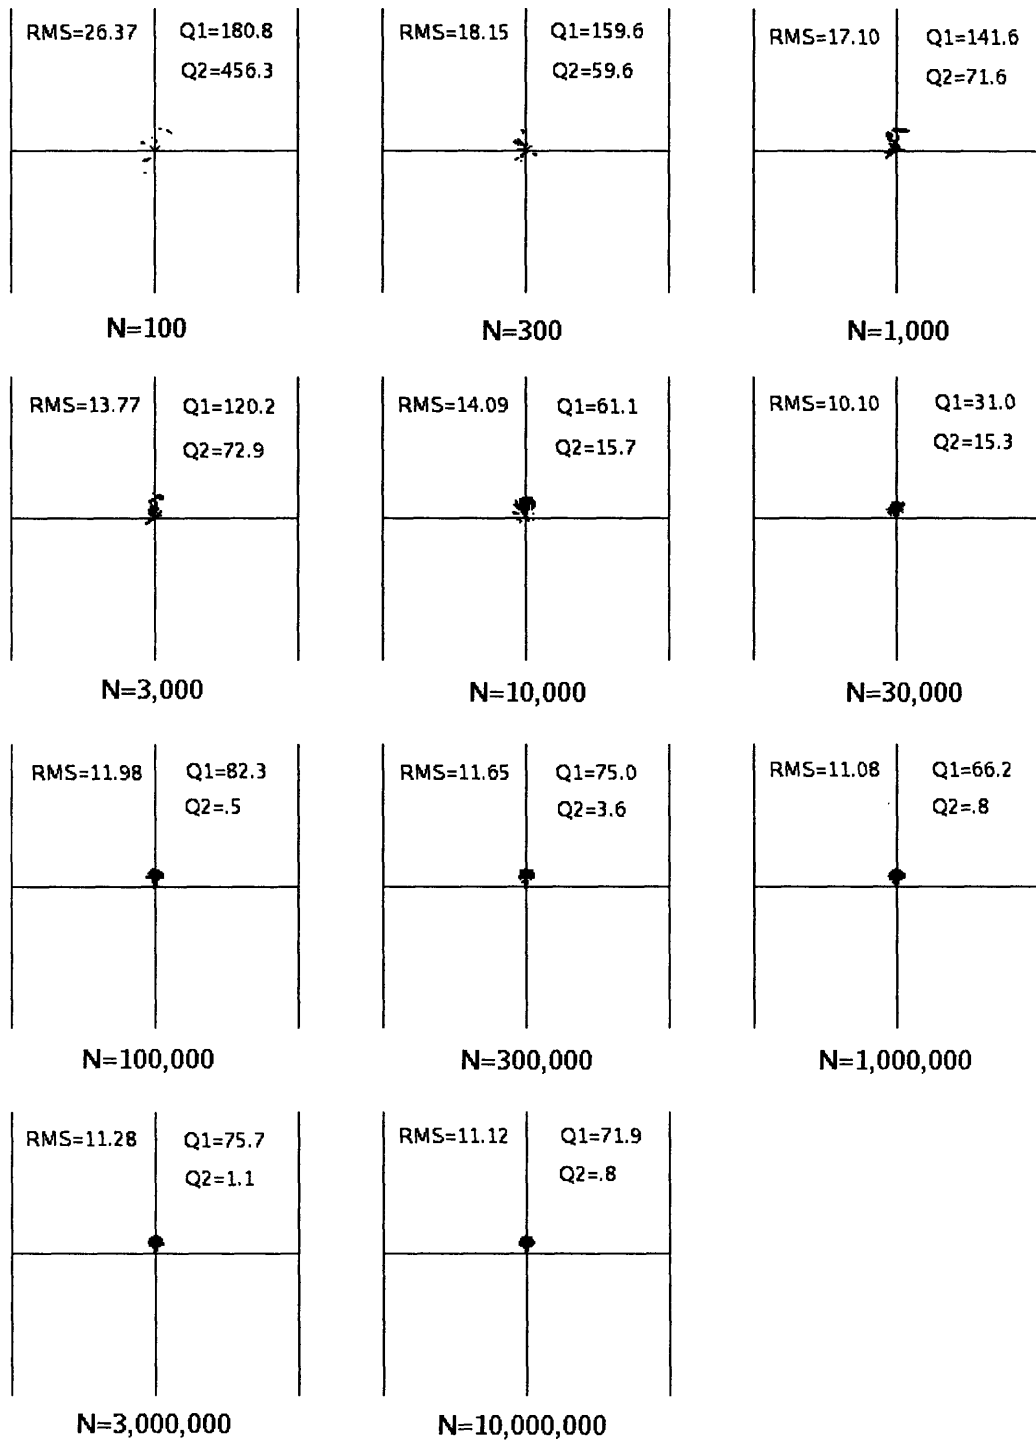 RMS=26.37 Q1=180.8
Q2=456.3
N=100
RMS=18.15 Q1=159.6
Q2=59.6
N=300
RMS=17.10 Q1=141.6
Q2=71.6
N=1,000
RMS=13.77 Q1=120.2
Q2=72.9
N=3,000
RMS=14.09 Q1=61.1
Q2=15.7
N=10,000
RMS=10.10 Q1=31.0
Q2=15.3
N=30,000
RMS=11.98 Q1=82.3
Q2=.5
N=100,000
RMS=11.65 Q1=75.0
Q2=3.6
N=300,000
RMS=11.08 Q1=66.2
Q2=.8
N=1,000,000
RMS=11.28 Q1=75.7
Q2=1.1
N=3,000,000
RMS=11.12 Q1=71.9
Q2=.8
N=10,000,000